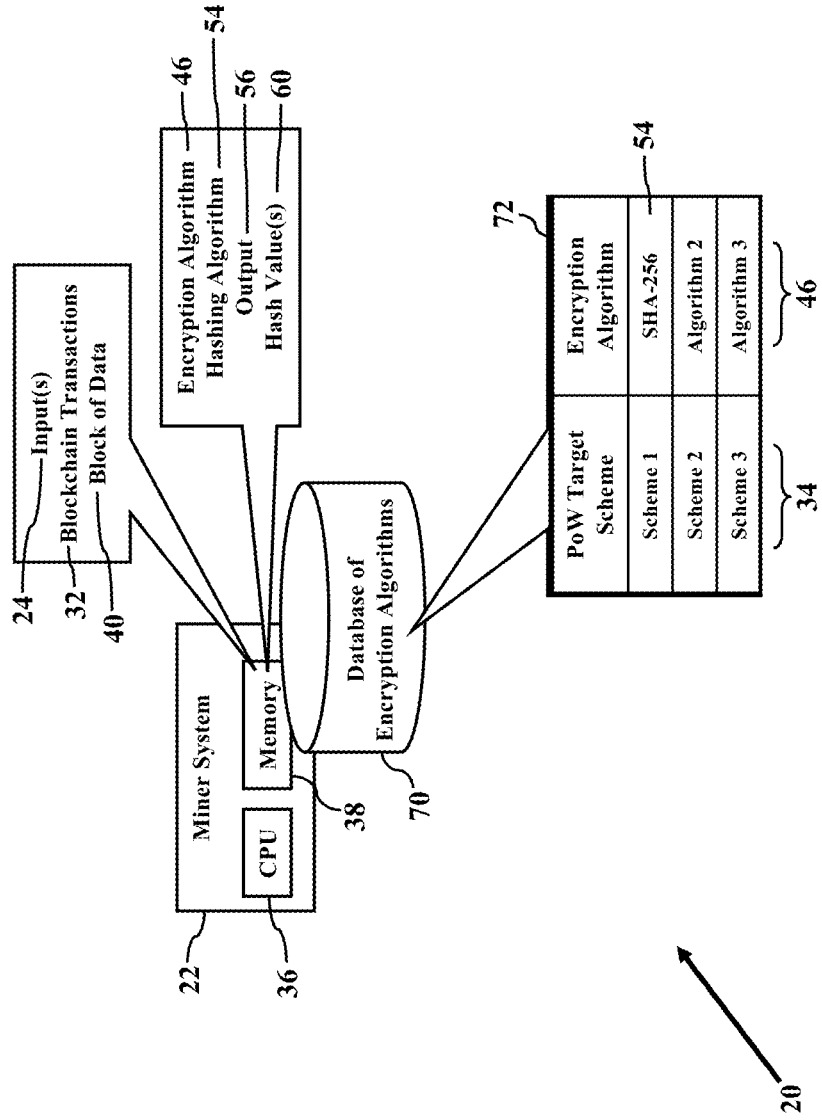 24 Input(s)
32 Blockchain Transactions
40 Block of Data
Encryption Algorithm 46
Hashing Algorithm 54
Output 56
Hash Value(s) 60
22
Miner System
CPU
Memory
36
38
Database of
Encryption Algorithms
70
72
PoW Target Scheme
Encryption Algorithm
Scheme 1
SHA-256
54
Scheme 2
Algorithm 2
Scheme 3
Algorithm 3
34
46
20